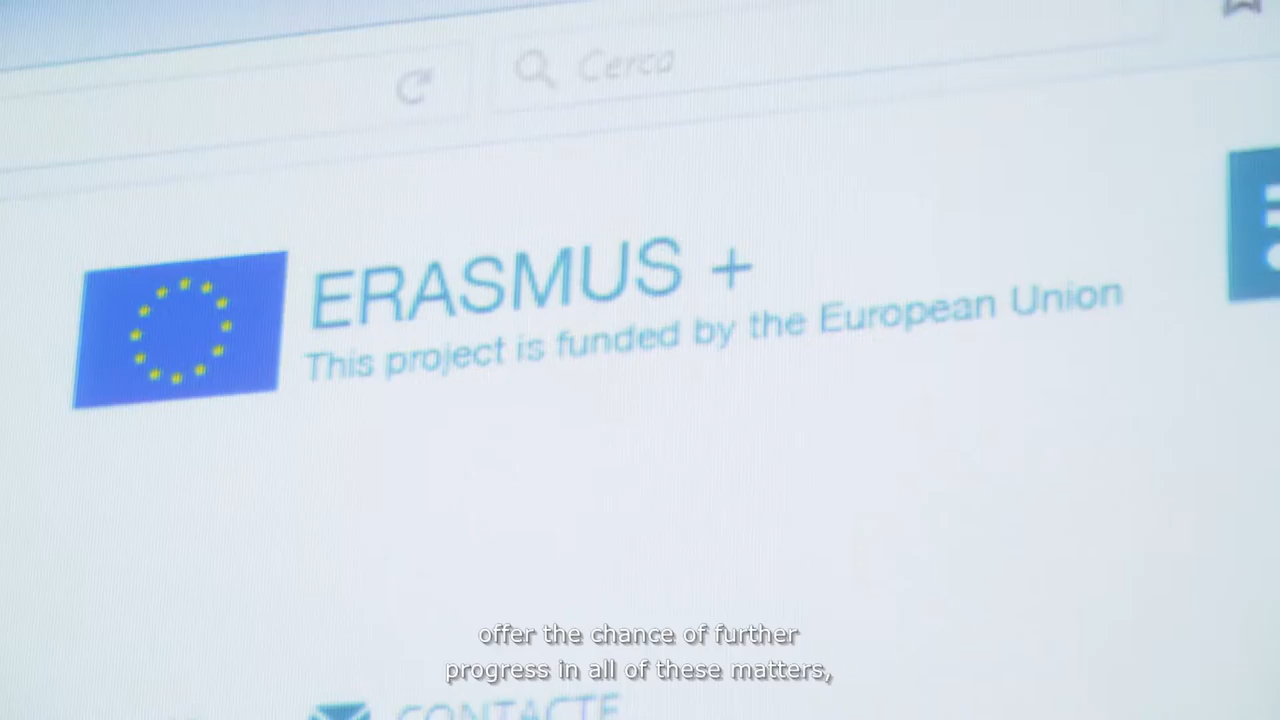 Cerca
ERASMUS +
This project is funded by the European Union
offer the chance of further
progress in all of these matters,
CONTACTE